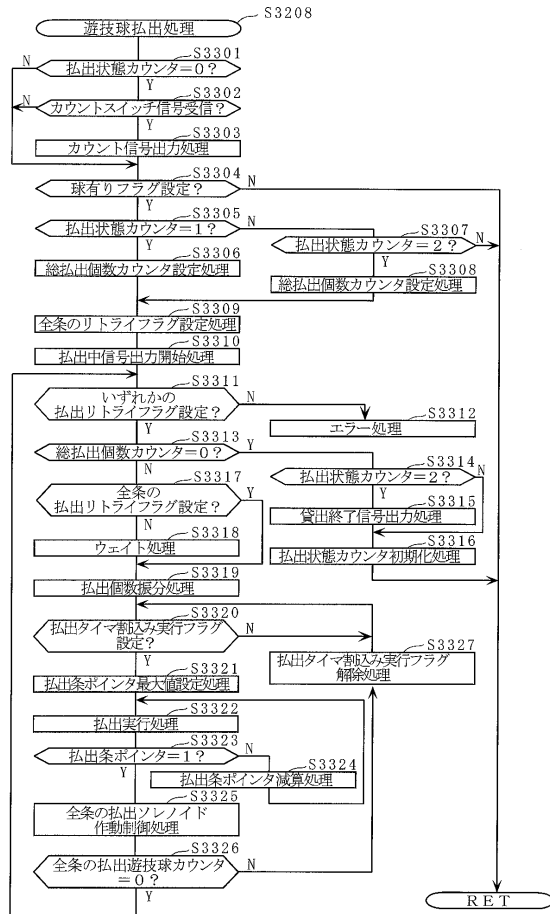 遊技球払出処理
S3208
S3301
払出状態カウンタ=0?
N
Y
S3302
カウントスイッチ信号受信?
N
Y
S3303
カウント信号出力処理
S3304
球有りフラグ設定?
N
Y
S3305
払出状態カウンタ=1?
N
Y
S3306
総払出個数カウンタ設定処理
S3307
払出状態カウンタ=2?
N
Y
S3308
総払出個数カウンタ設定処理
S3309
全条のリトライフラグ設定処理
S3310
払出中信号出力開始処理
S3311
いずれかの
払出リトライフラグ設定?
N
Y
S3312
エラー処理
S3313
総払出個数カウンタ=0?
Y
N
S3314
払出状態カウンタ=2?
N
Y
S3315
貸出終了信号出力処理
S3316
払出状態カウンタ初期化処理
S3317
全条の
払出リトライフラグ設定?
Y
N
S3318
ウェイト処理
S3319
払出個数振分処理
S3320
払出タイマ割込み実行フラグ
設定?
N
Y
S3327
払出タイマ割込み実行フラグ
解除処理
S3321
払出条ポインタ最大値設定処理
S3322
払出実行処理
S3323
払出条ポインタ=1?
N
Y
S3324
払出条ポインタ減算処理
S3325
全条の払出ソレノイド
作動制御処理
S3326
全条の払出遊技球カウンタ
=0?
N
Y
RET